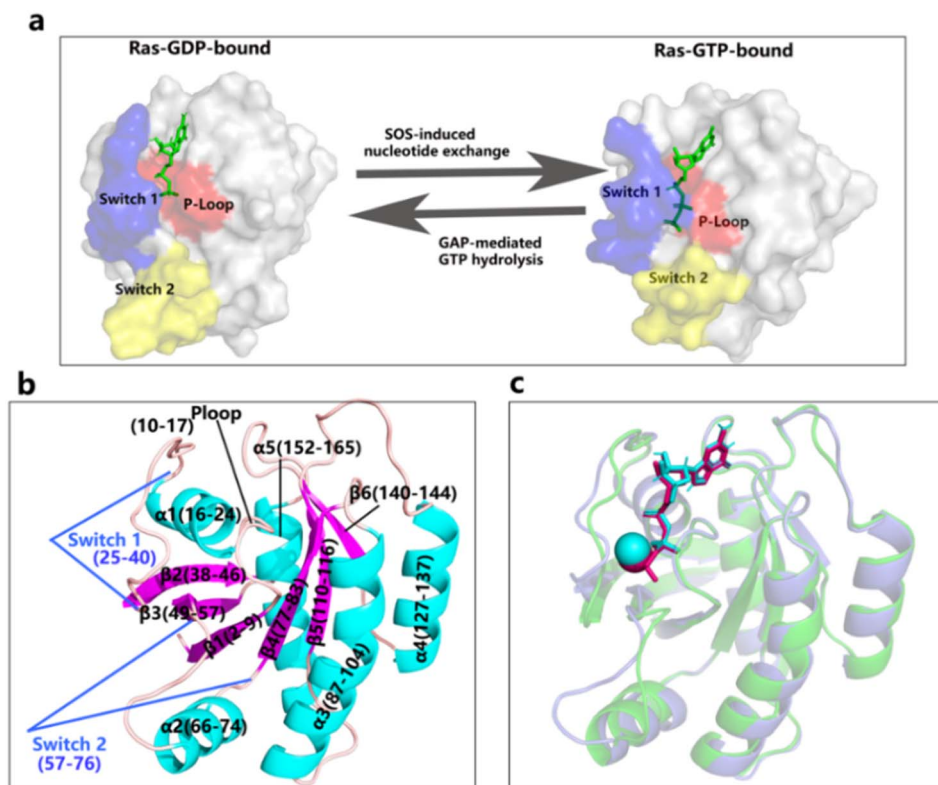 a
Ras-GDP-bound
Ras-GTP-bound
SOS-induced
nucleotide exchange
Switch 1
P-Loop
Switch 2
GAP-mediated
GTP hydrolysis
Switch 1
P-Loop
Switch 2
b
Ploop
(10-17)
α5(152-165)
β6(140-144)
α1(16-24)
Switch 1
(25-40)
β2(38-46)
β3(49-57)
β1(2-9)
β4(77-83)
β5(110-116)
α4(127-137)
α3(87-104)
α2(66-74)
Switch 2
(57-76)
c